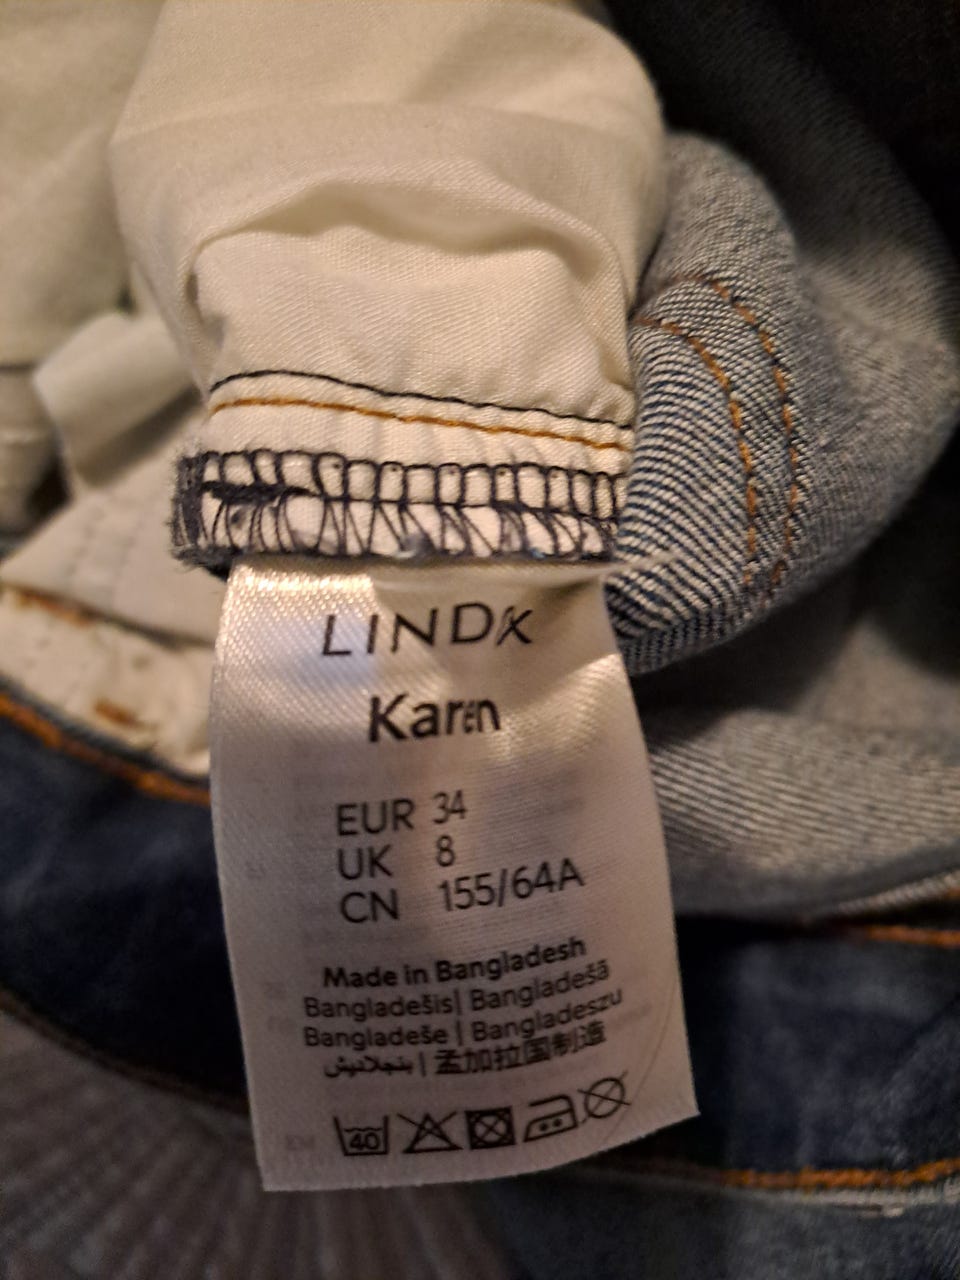 LINDEX
Karen
EUR 34
UK 8
CN 155/64A
Made in Bangladesh
Bangladešis| Bangladešā
Bangladeše | Bangladeszu
بنجلاديش | 孟加拉国制造
40